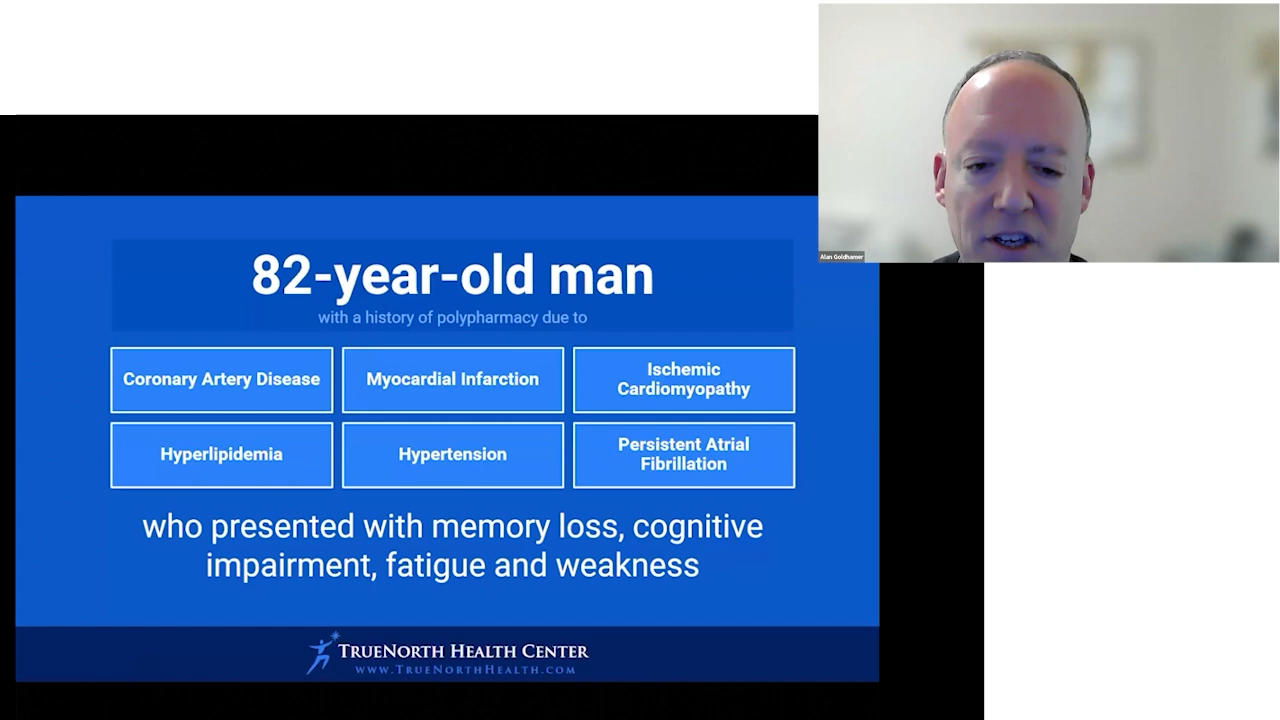 Alan Goldhamer
82-year-old man
with a history of polypharmacy due to
Coronary Artery Disease
Myocardial Infarction
Ischemic
Cardiomyopathy
Hyperlipidemia
Hypertension
Persistent Atrial
Fibrillation
who presented with memory loss, cognitive
impairment, fatigue and weakness
TrueNorth Health Center
www.TrueNorthHealth.com